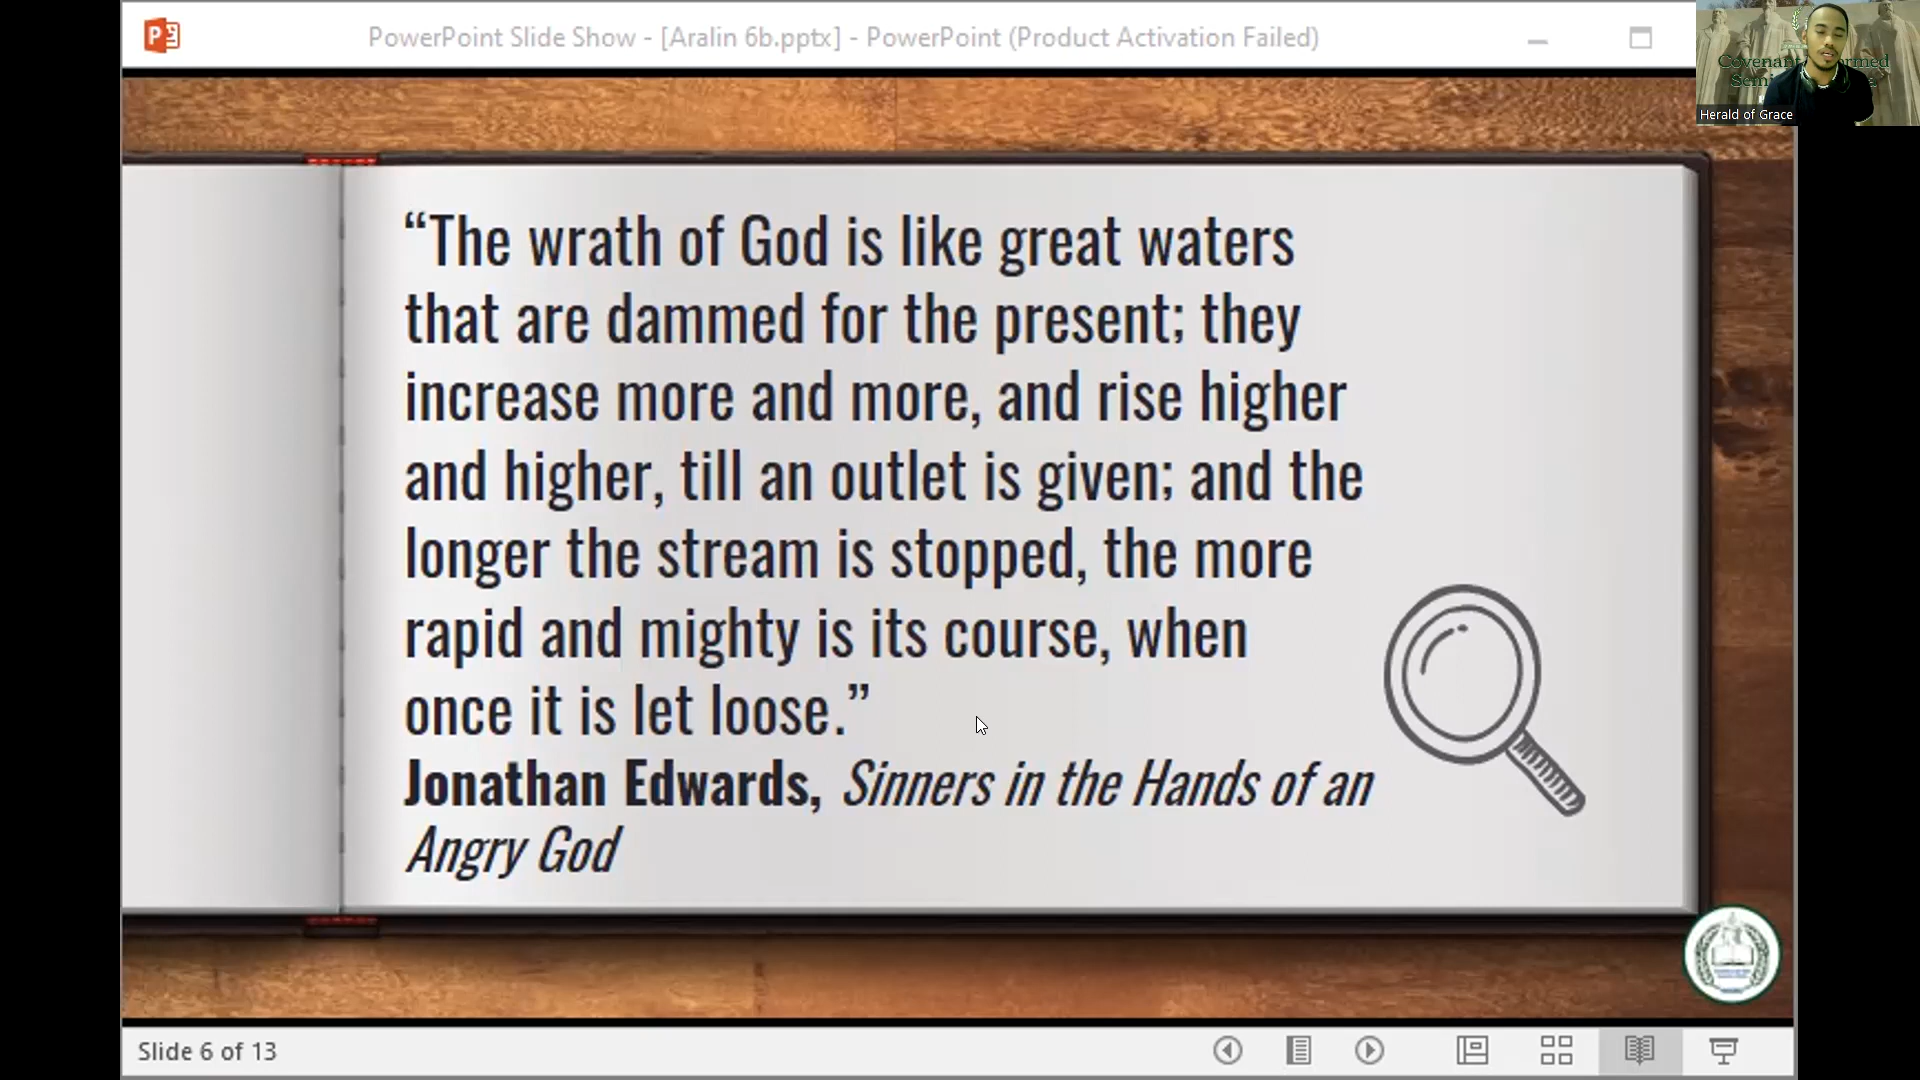 PowerPoint Slide Show - [Aralin 6b.pptx] - PowerPoint (Product Activation Failed)
Covenant
Herald of Grace
“The wrath of God is like great waters
that are dammed for the present; they
increase more and more, and rise higher
and higher, till an outlet is given; and the
longer the stream is stopped, the more
rapid and mighty is its course, when
once it is let loose.”
Jonathan Edwards, Sinners in the Hands of an
Angry God
Slide 6 of 13